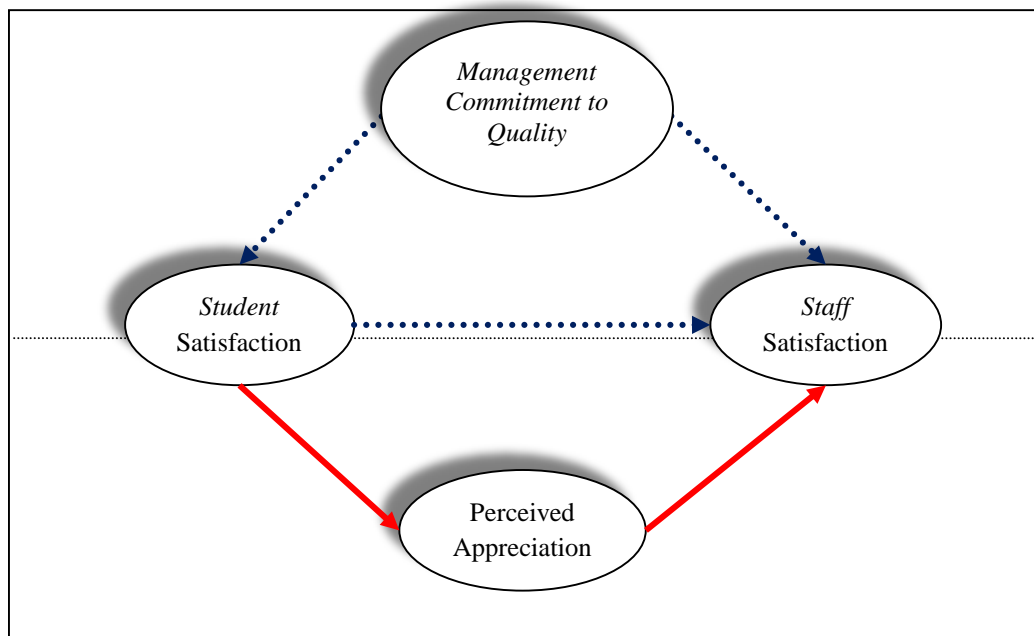 Management
Commitment to
Quality
Student
Satisfaction
Staff
Satisfaction
Perceived
Appreciation